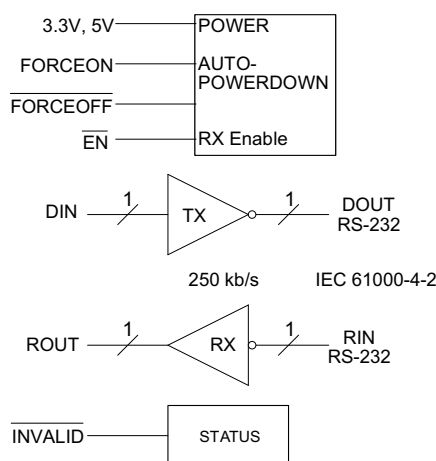 3.3V, 5V POWER
FORCEON AUTO-
POWERDOWN
FORCEOFF
EN RX Enable
1 1
DIN TX DOUT
RS-232
250 kb/s IEC 61000-4-2
1 1
ROUT RX RIN
RS-232
INVALID STATUS